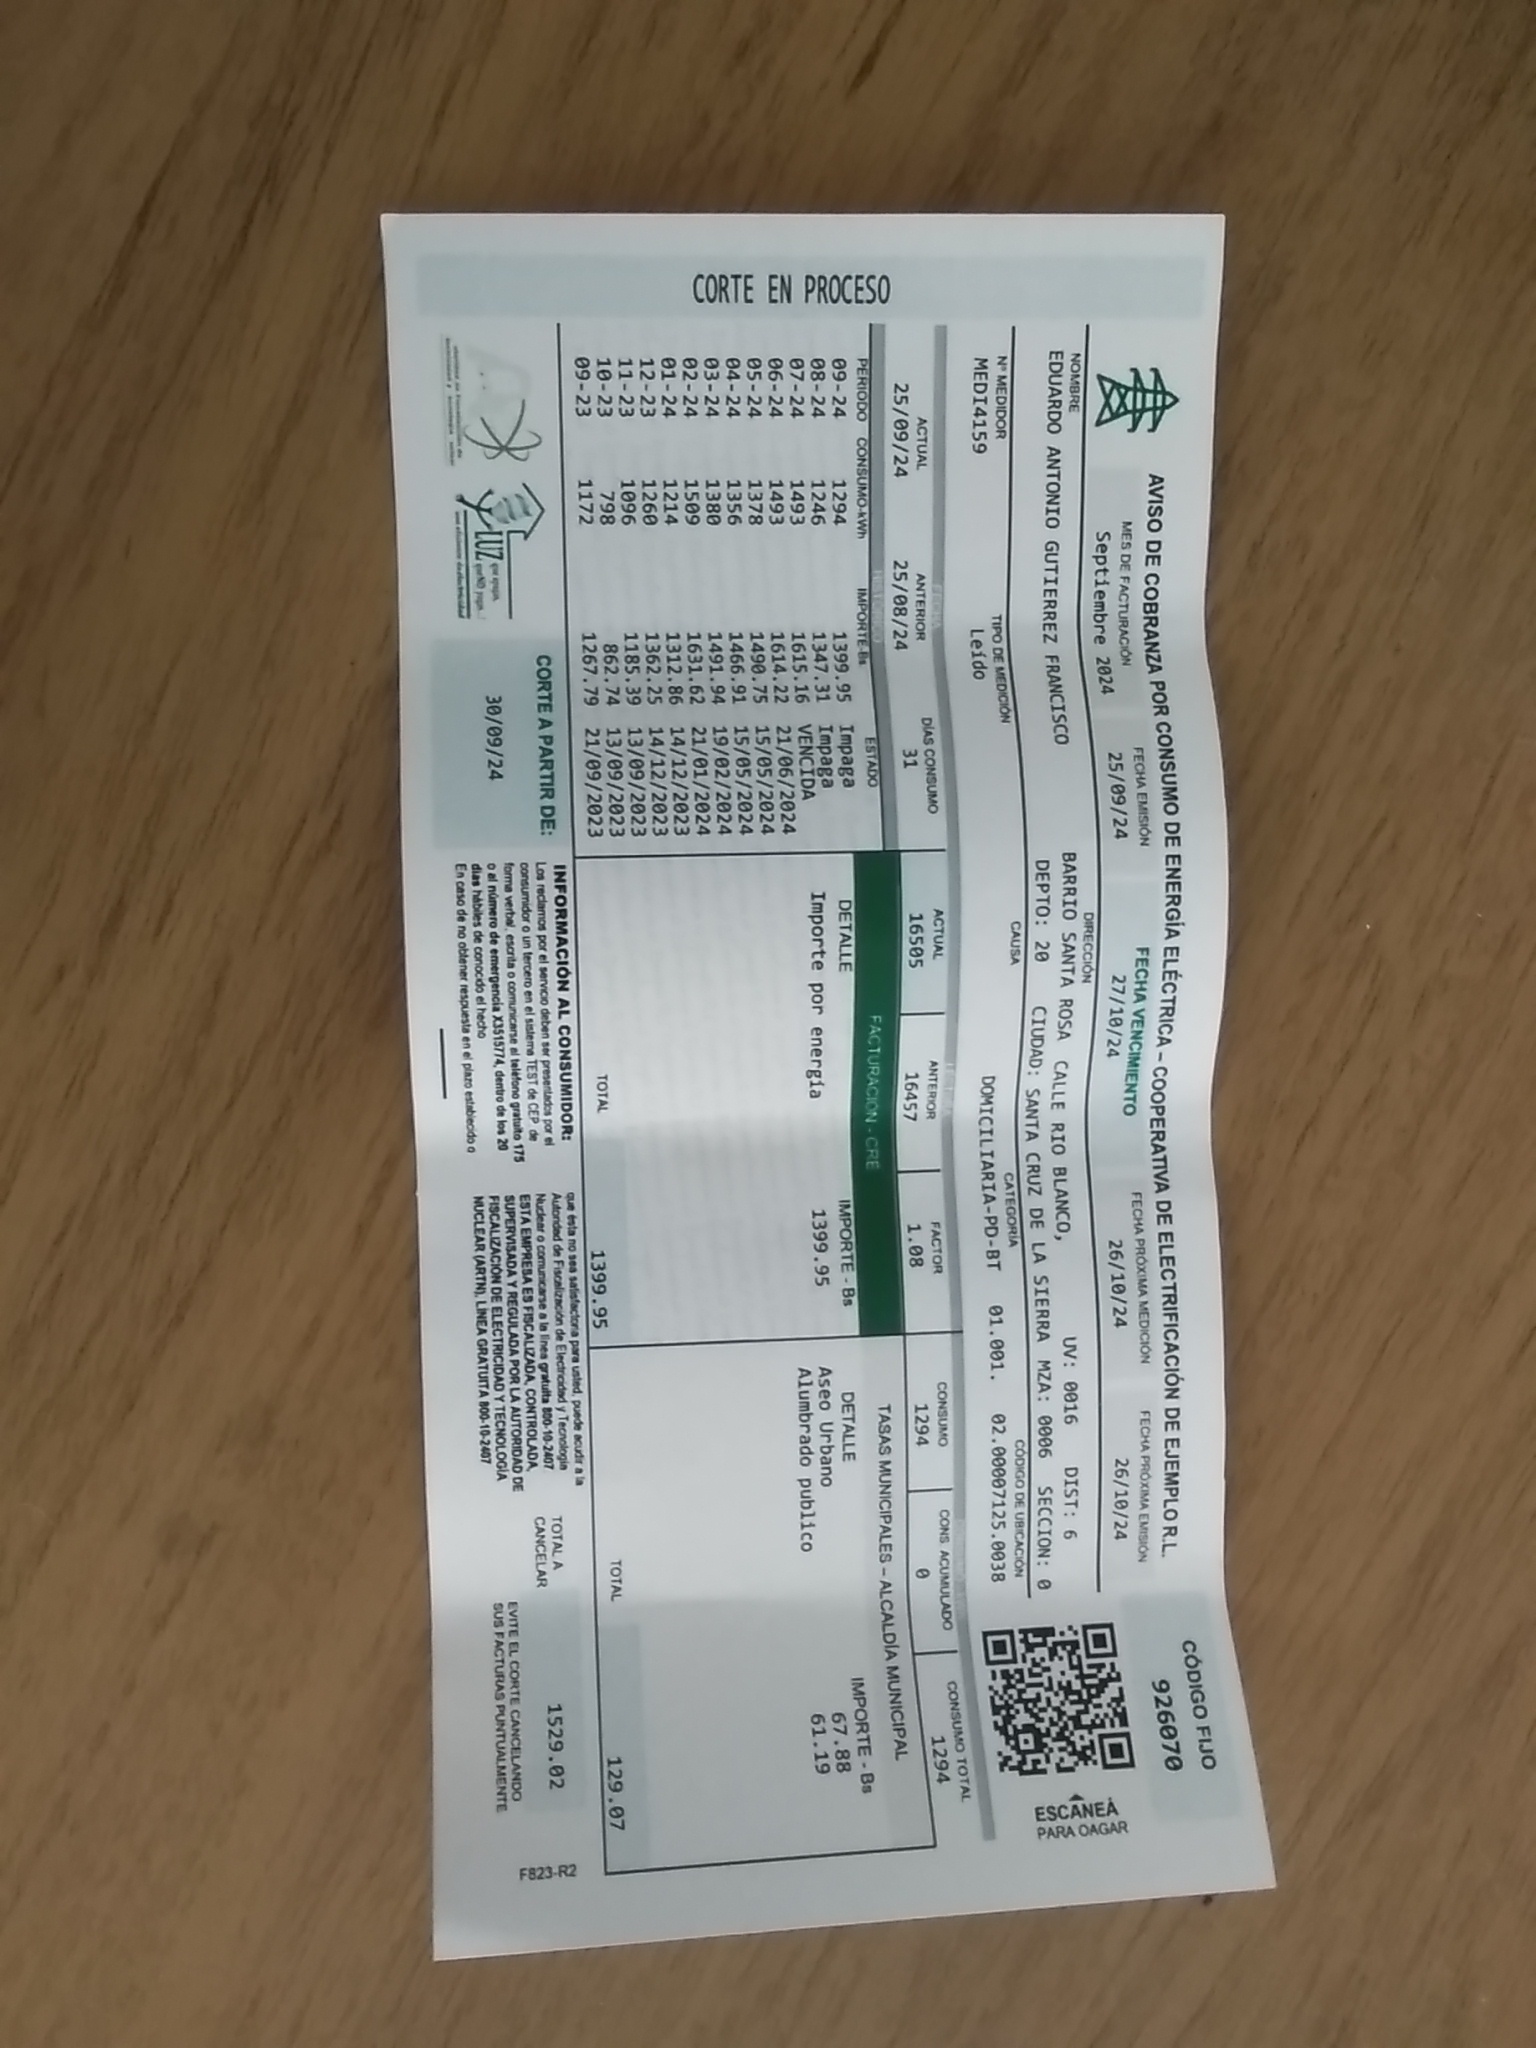 CORTE EN PROCESO
AVISO DE COBRANZA POR CONSUMO DE ENERGÍA ELÉCTRICA – COOPERATIVA DE ELECTRIFICACIÓN DE EJEMPLO R.L.
CÓDIGO FIJO
926070
MES DE FACTURACIÓN FECHA EMISIÓN FECHA VENCIMIENTO FECHA PRÓXIMA MEDICIÓN FECHA PRÓXIMA EMISIÓN
Septiembre 2024 25/09/24 27/10/24 26/10/24 26/10/24
NOMBRE DIRECCIÓN
EDUARDO ANTONIO GUTIERREZ FRANCISCO
BARRIO SANTA ROSA CALLE RIO BLANCO, UV: 0016 DIST: 6
DEPTO: 20 CIUDAD: SANTA CRUZ DE LA SIERRA MZA: 0006 SECCION: 0
ESCANEA
PARA OAGAR
Nº MEDIDOR TIPO DE MEDICIÓN CAUSA CATEGORÍA CÓDIGO DE UBICACIÓN
MEDI4159 Leído DOMICILIARIA-PD-BT 01.001. 02.00007125.0038
FECHA
ACTUAL ANTERIOR DÍAS CONSUMO ACTUAL ANTERIOR FACTOR CONSUMO CONS. ACUMULADO CONSUMO TOTAL
25/09/24 25/08/24 31 16505 16457 1.08 1294 0 1294
PERIODO CONSUMO-kWh IMPORTE-Bs ESTADO
09-24 1294 1399.95 Impaga
08-24 1246 1347.31 Impaga
07-24 1493 1615.16 VENCIDA
06-24 1493 1614.22 21/06/2024
05-24 1378 1490.75 15/05/2024
04-24 1356 1466.91 15/05/2024
03-24 1380 1491.94 19/02/2024
02-24 1509 1631.62 21/01/2024
01-24 1214 1312.86 14/12/2023
12-23 1260 1362.25 14/12/2023
11-23 1096 1185.39 13/09/2023
10-23 798 862.74 13/09/2023
09-23 1172 1267.79 21/09/2023
FACTURACIÓN - CRE
DETALLE IMPORTE - Bs
Importe por energía 1399.95
TOTAL 1399.95
TASAS MUNICIPALES – ALCALDÍA MUNICIPAL
DETALLE IMPORTE - Bs
Aseo Urbano 67.88
Alumbrado publico 61.19
TOTAL 129.07
LUZ que apaga,
que NO paga...!
CORTE A PARTIR DE:
30/09/24
INFORMACIÓN AL CONSUMIDOR:
Los reclamos por el servicio deben ser presentados por el
consumidor o un tercero en el sistema TEST de CEP, de
forma verbal, escrita o comunicarse al teléfono gratuito 175
o al número de emergencia X3515774, dentro de los 20
días hábiles de conocido el hecho
En caso de no obtener respuesta en el plazo establecido o
que ésta no sea satisfactoria para usted, puede acudir a la
Autoridad de Fiscalización de Electricidad y Tecnología
Nuclear o comunicarse a la línea gratuita 800-10-2407
ESTA EMPRESA ES FISCALIZADA, CONTROLADA,
SUPERVISADA Y REGULADA POR LA AUTORIDAD DE
FISCALIZACIÓN DE ELECTRICIDAD Y TECNOLOGÍA
NUCLEAR (ARTN), LÍNEA GRATUITA 800-10-2407
TOTAL A
CANCELAR
1529.02
EVITE EL CORTE CANCELANDO
SUS FACTURAS PUNTUALMENTE
F823-R2